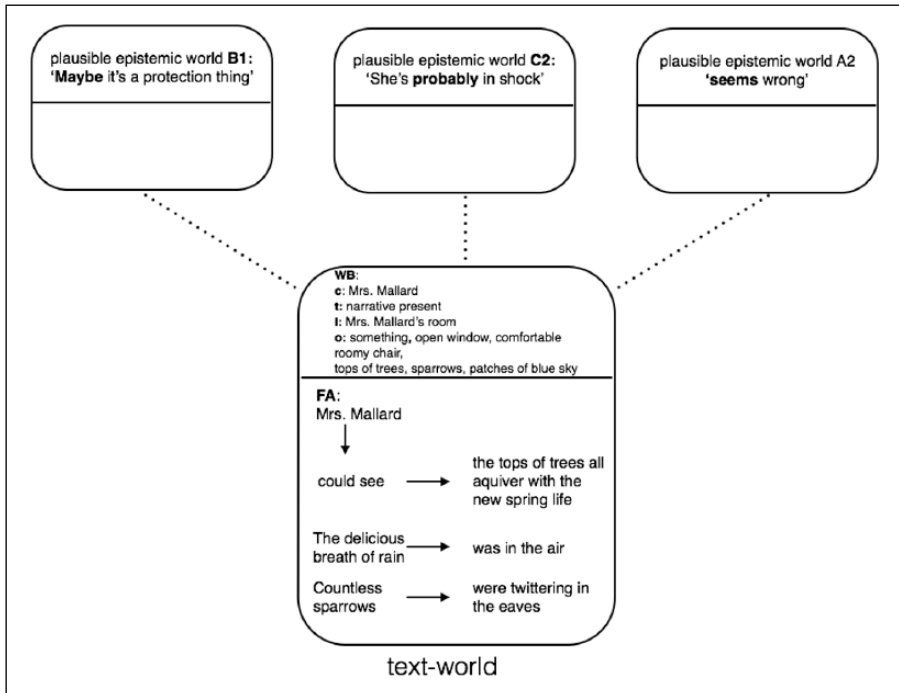 plausible epistemic world B1:
‘Maybe it’s a protection thing’
plausible epistemic world C2:
‘She’s probably in shock’
plausible epistemic world A2
‘seems wrong’
WB:
c: Mrs. Mallard
t: narrative present
l: Mrs. Mallard’s room
o: something, open window, comfortable
roomy chair,
tops of trees, sparrows, patches of blue sky
FA:
Mrs. Mallard
could see
the tops of trees all
aquiver with the
new spring life
The delicious
breath of rain
was in the air
Countless
sparrows
were twittering in
the eaves
text-world